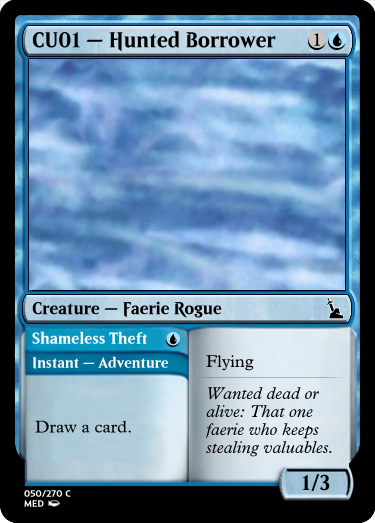 CU01 — Hunted Borrower 1
Creature — Faerie Rogue
Shameless Theft
Instant — Adventure
Draw a card.
Flying
Wanted dead or
alive: That one
faerie who keeps
stealing valuables.
1/3
050/270 C
MED